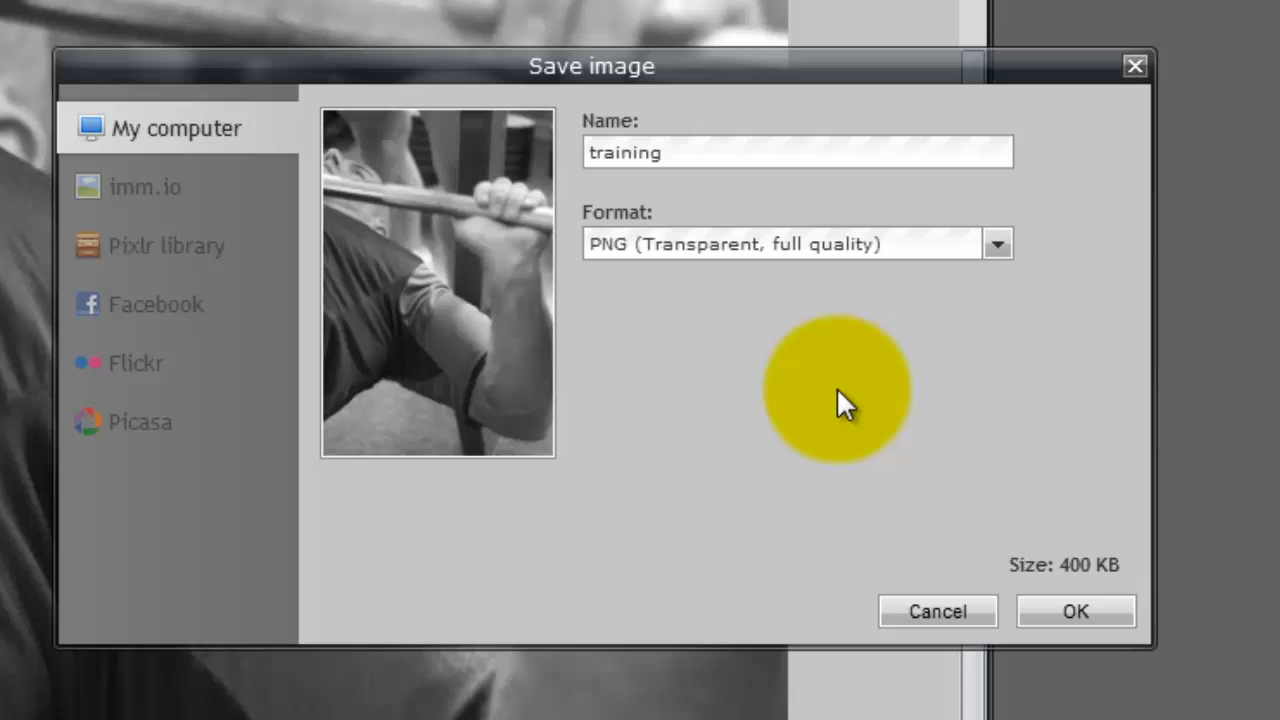 Save image
My computer
imm.io
Pixlr library
Facebook
Flickr
Picasa
Name:
training
Format:
PNG (Transparent, full quality)
Size: 400 KB
Cancel
OK